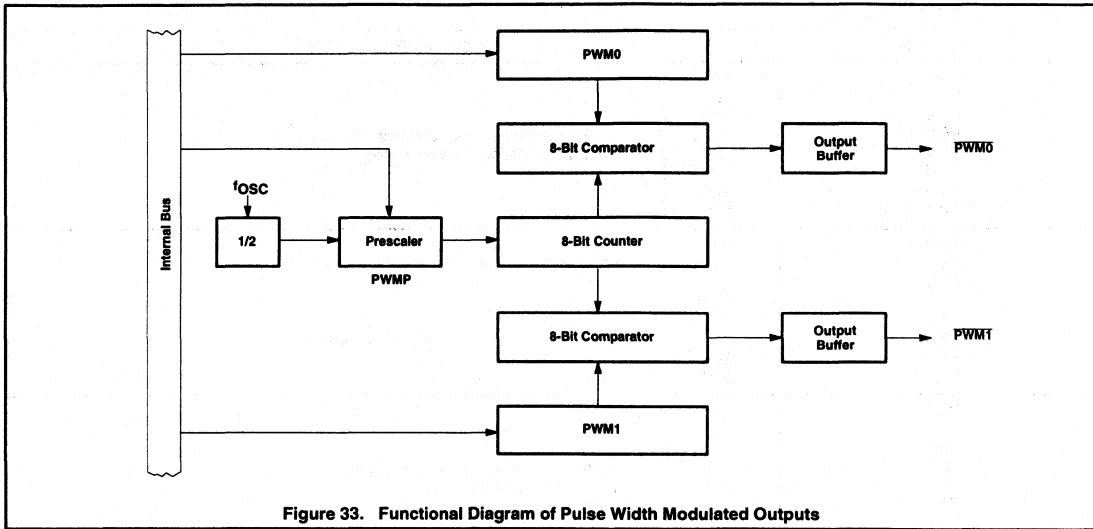 PWM0
8-Bit Comparator
Output
Buffer
PWM0
Internal Bus
fOSC
1/2
Prescaler
PWMP
8-Bit Counter
8-Bit Comparator
Output
Buffer
PWM1
PWM1
Figure 33. Functional Diagram of Pulse Width Modulated Outputs